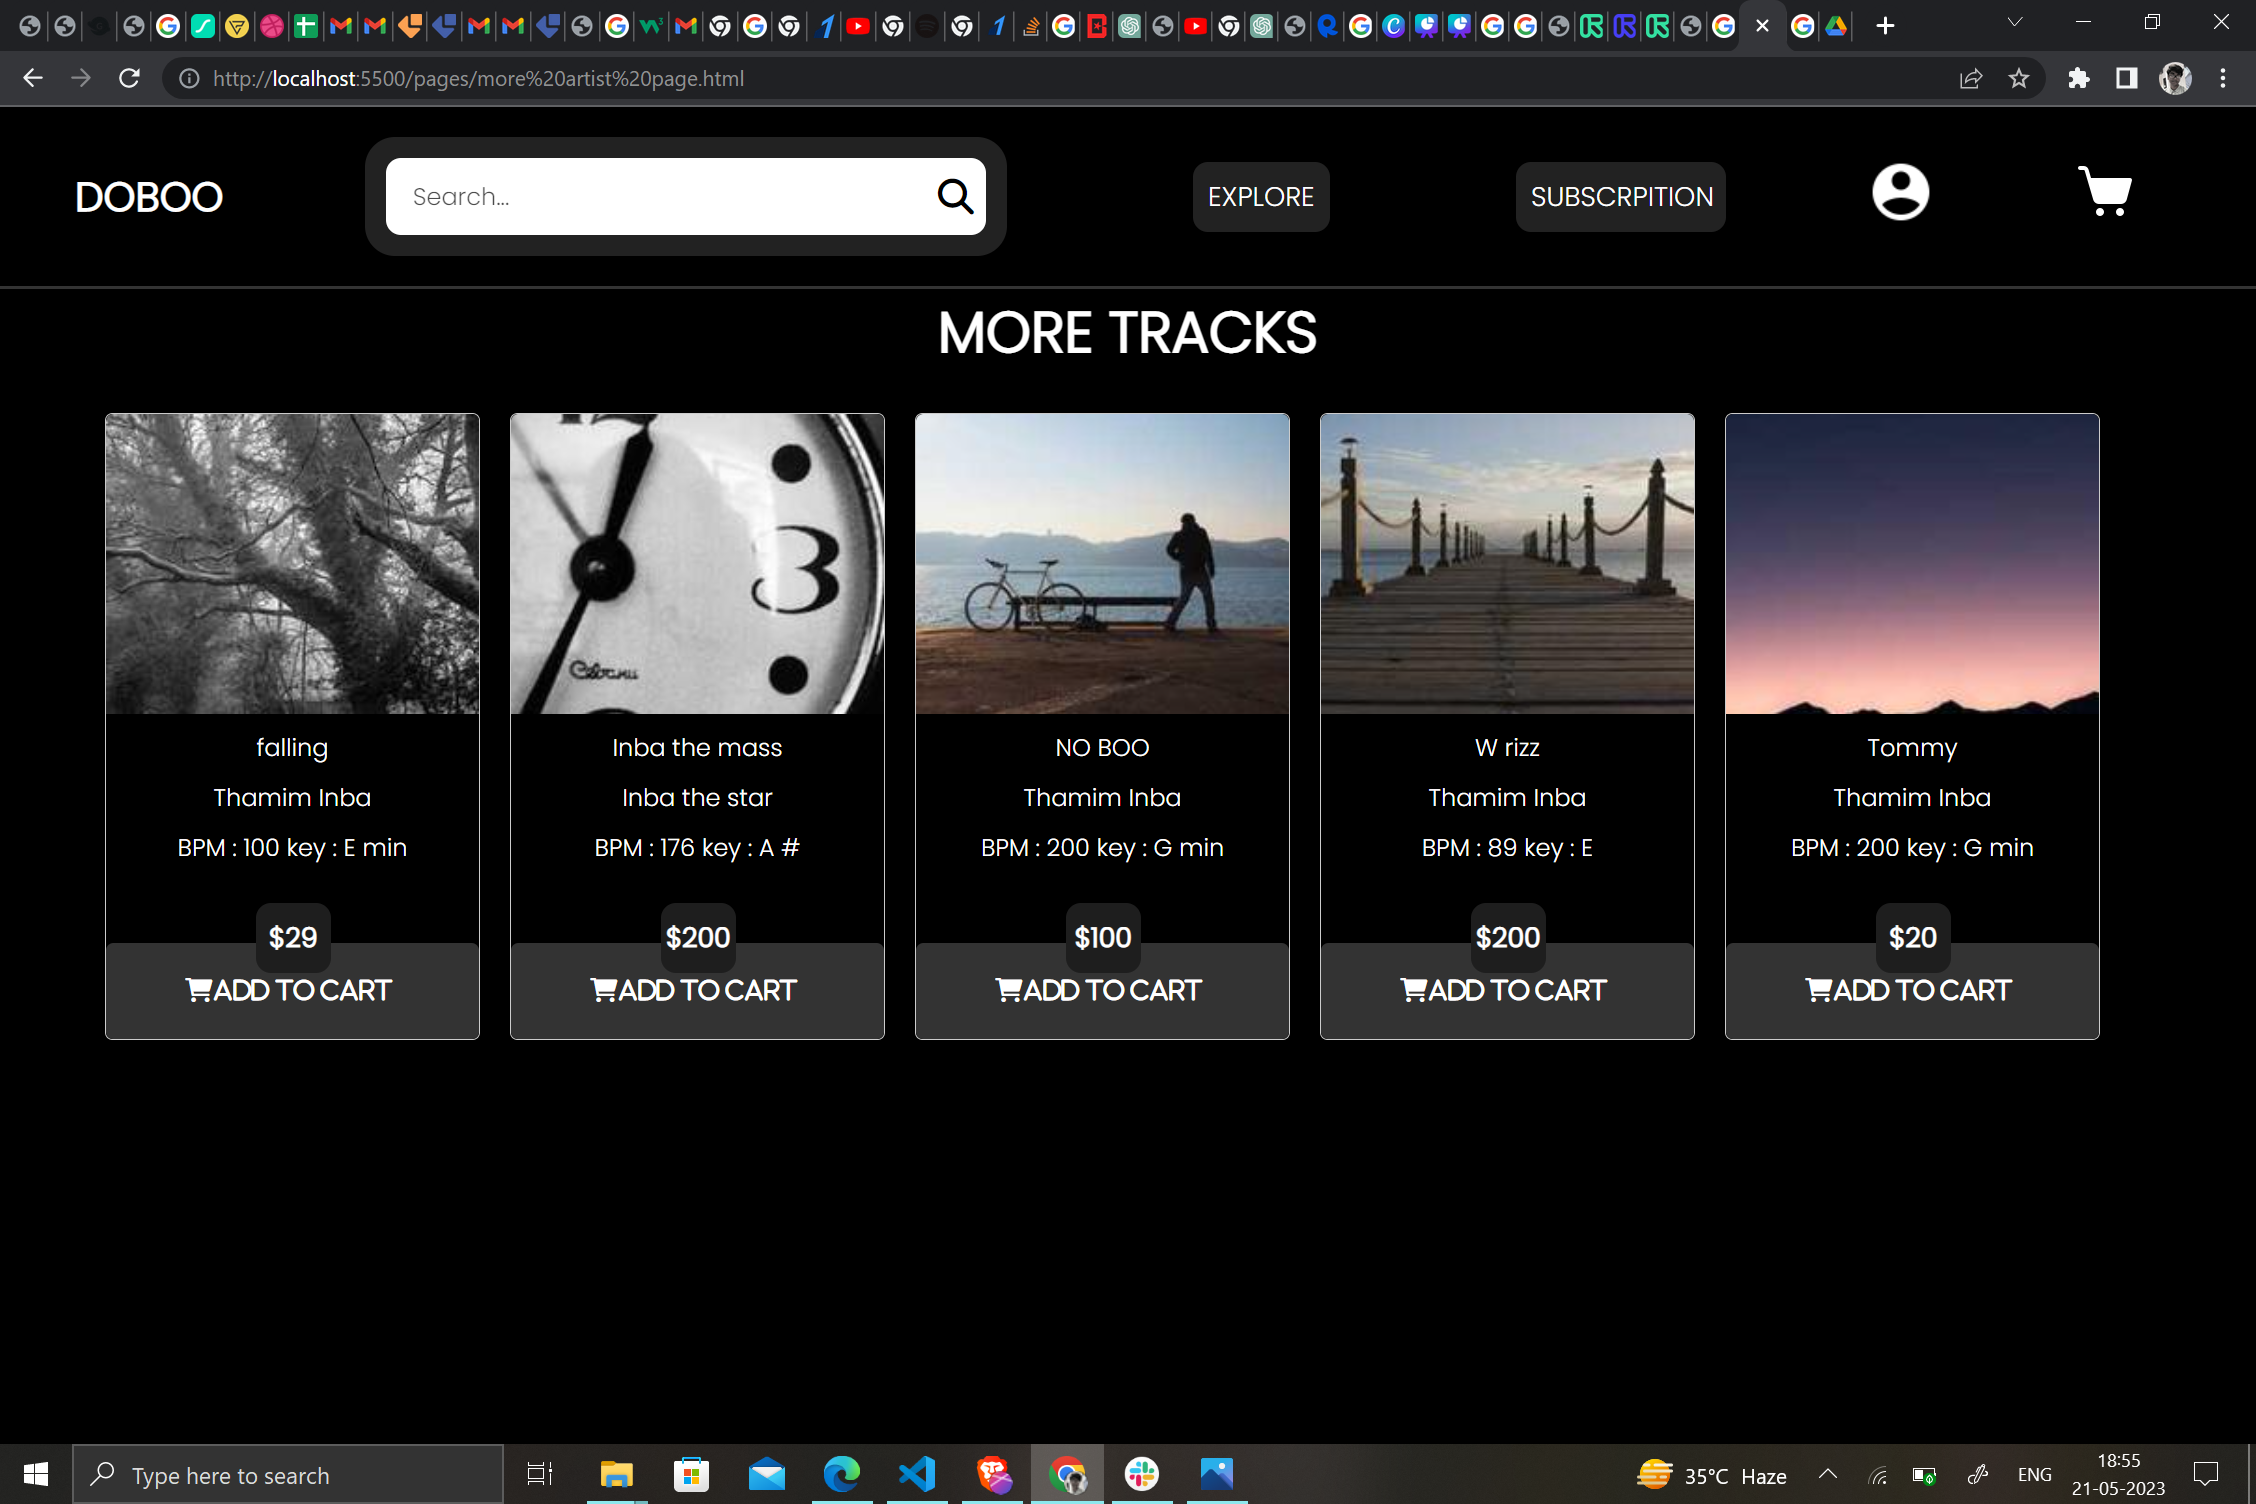 http://localhost:5500/pages/more%20artist%20page.html
DOBOO
Search...
EXPLORE
SUBSCRPITION
MORE TRACKS
3
falling
Thamim Inba
BPM : 100 key : E min
$29
ADD TO CART
Inba the mass
Inba the star
BPM : 176 key : A #
$200
ADD TO CART
NO BOO
Thamim Inba
BPM : 200 key : G min
$100
ADD TO CART
W rizz
Thamim Inba
BPM : 89 key : E
$200
ADD TO CART
Tommy
Thamim Inba
BPM : 200 key : G min
$20
ADD TO CART
Type here to search
35°C Haze
ENG
18:55
21-05-2023